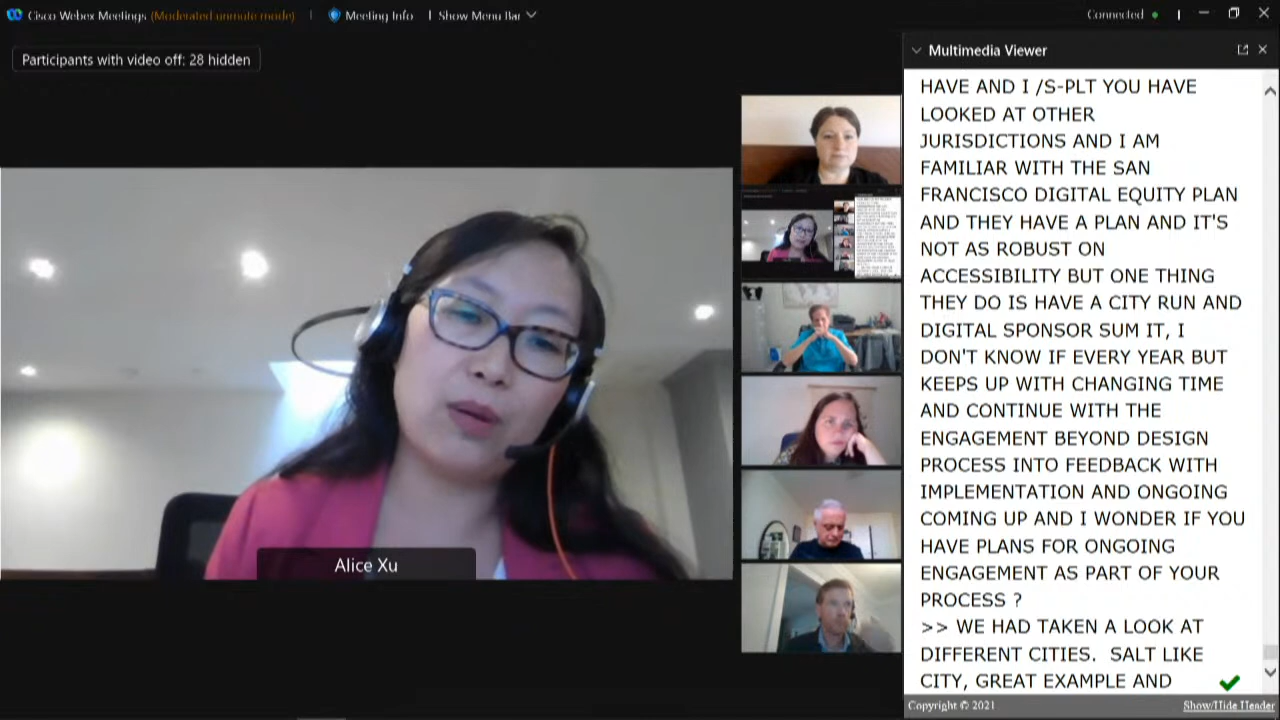 Cisco Webex Meetings (Moderated unmute mode) | Meeting Info | Show Menu Bar
Connected
Participants with video off: 28 hidden
Alice Xu
Multimedia Viewer
HAVE AND I /S-PLT YOU HAVE
LOOKED AT OTHER
JURISDICTIONS AND I AM
FAMILIAR WITH THE SAN
FRANCISCO DIGITAL EQUITY PLAN
AND THEY HAVE A PLAN AND IT'S
NOT AS ROBUST ON
ACCESSIBILITY BUT ONE THING
THEY DO IS HAVE A CITY RUN AND
DIGITAL SPONSOR SUM IT, I
DON'T KNOW IF EVERY YEAR BUT
KEEPS UP WITH CHANGING TIME
AND CONTINUE WITH THE
ENGAGEMENT BEYOND DESIGN
PROCESS INTO FEEDBACK WITH
IMPLEMENTATION AND ONGOING
COMING UP AND I WONDER IF YOU
HAVE PLANS FOR ONGOING
ENGAGEMENT AS PART OF YOUR
PROCESS ?
>> WE HAD TAKEN A LOOK AT
DIFFERENT CITIES.  SALT LIKE
CITY, GREAT EXAMPLE AND
Copyright © 2021
Show/Hide Header